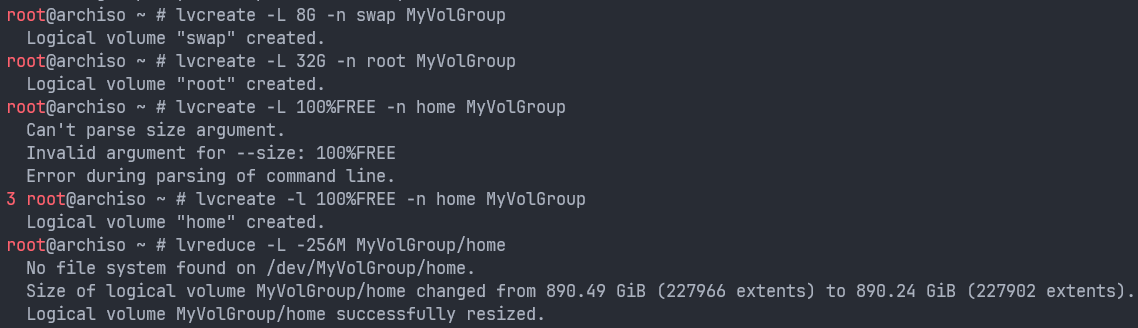 root@archiso ~ # lvcreate -L 8G -n swap MyVolGroup
  Logical volume "swap" created.
root@archiso ~ # lvcreate -L 32G -n root MyVolGroup
  Logical volume "root" created.
root@archiso ~ # lvcreate -L 100%FREE -n home MyVolGroup
  Can't parse size argument.
  Invalid argument for --size: 100%FREE
  Error during parsing of command line.
3 root@archiso ~ # lvcreate -l 100%FREE -n home MyVolGroup
  Logical volume "home" created.
root@archiso ~ # lvreduce -L -256M MyVolGroup/home
  No file system found on /dev/MyVolGroup/home.
  Size of logical volume MyVolGroup/home changed from 890.49 GiB (227966 extents) to 890.24 GiB (227902 extents).
  Logical volume MyVolGroup/home successfully resized.